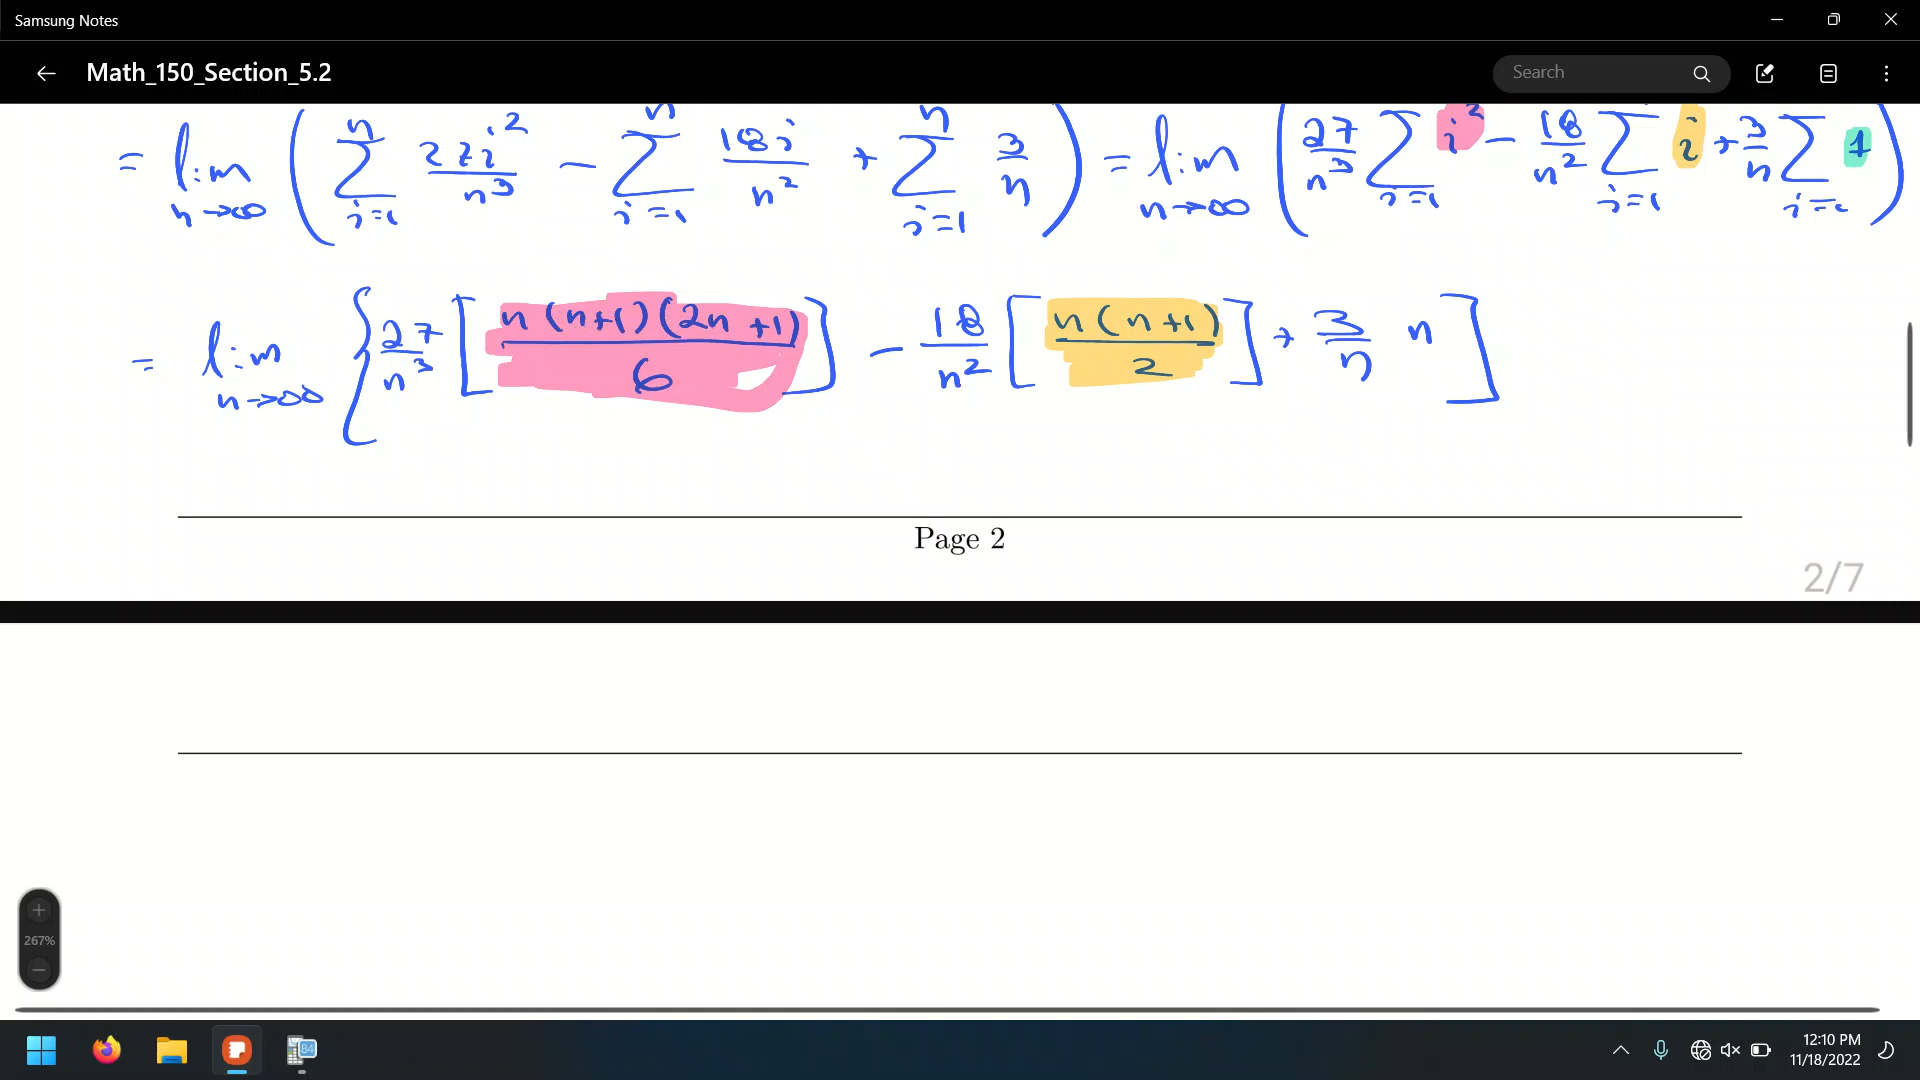 Samsung Notes
Math_150_Section_5.2
Search
= lim n→∞ ( ∑ n i=1 27i²/n³ − ∑ n i=1 18i/n² + ∑ n i=1 3/n ) = lim n→∞ ( 27/n³ ∑ i=1 i² − 18/n² ∑ i=1 i + 3/n ∑ i=1 1 )
= lim n→∞ { 27/n³ [ n(n+1)(2n+1)/6 ] − 18/n² [ n(n+1)/2 ] + 3/n n ]
Page 2
2/7
267%
84
12:10 PM
11/18/2022